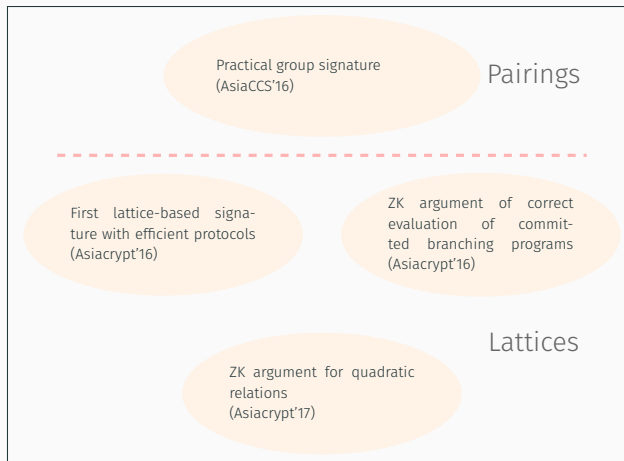 Practical group signature
(AsiaCCS'16)
Pairings
First lattice-based signa-
ture with efficient protocols
(Asiacrypt'16)
ZK argument of correct
evaluation of commit-
ted branching programs
(Asiacrypt'16)
Lattices
ZK argument for quadratic
relations
(Asiacrypt'17)